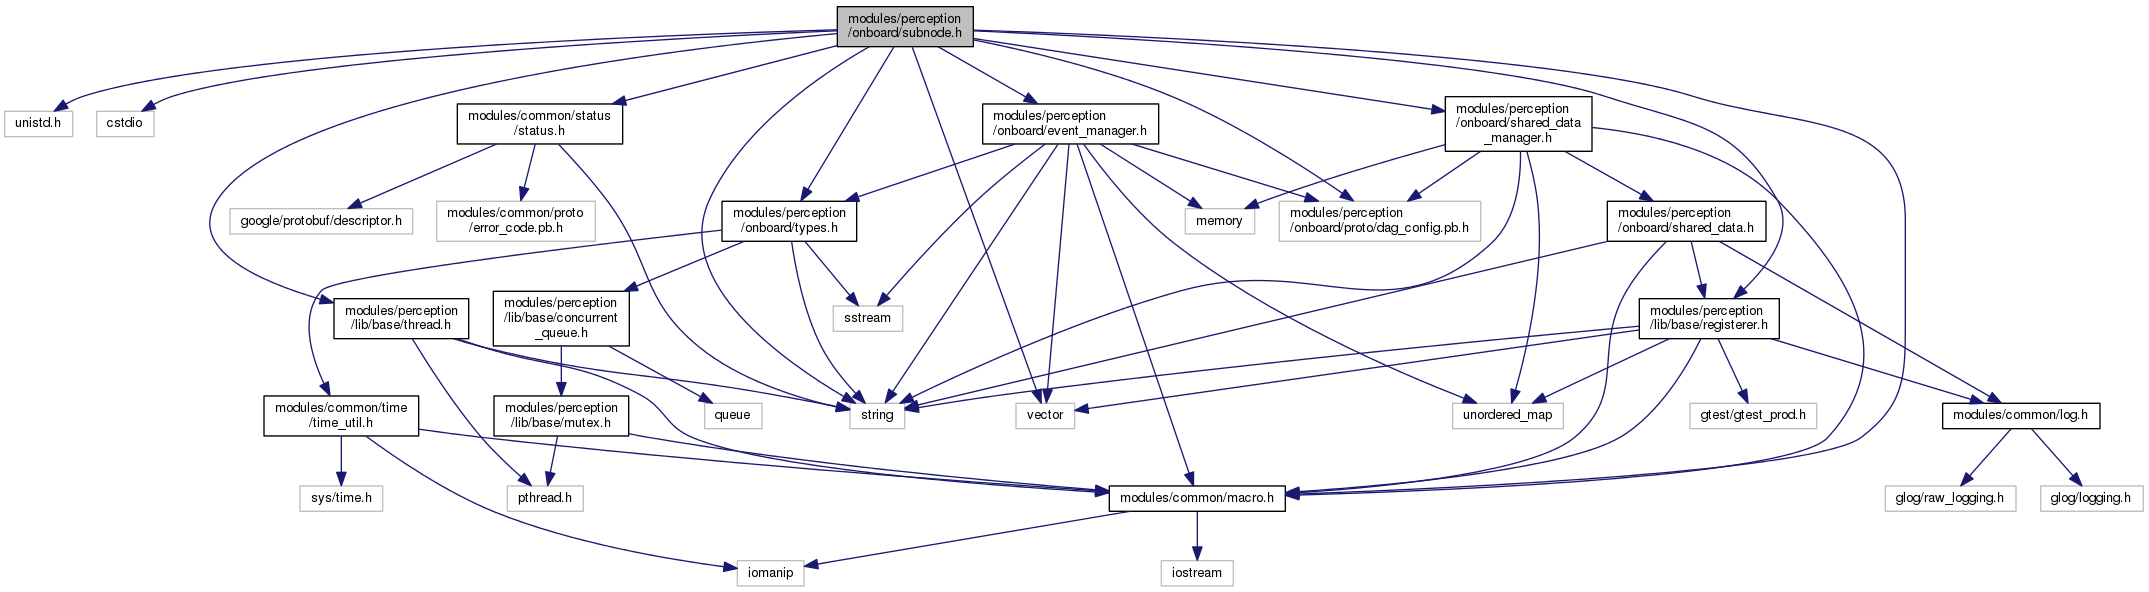 modules/perception
/onboard/subnode.h
unistd.h
cstdio
modules/common/status
/status.h
modules/perception
/onboard/event_manager.h
modules/perception
/onboard/shared_data
_manager.h
google/protobuf/descriptor.h
modules/common/proto
/error_code.pb.h
modules/perception
/onboard/types.h
memory
modules/perception
/onboard/proto/dag_config.pb.h
modules/perception
/onboard/shared_data.h
modules/perception
/lib/base/thread.h
modules/perception
/lib/base/concurrent
_queue.h
sstream
modules/perception
/lib/base/registerer.h
modules/common/time
/time_util.h
modules/perception
/lib/base/mutex.h
queue
string
vector
unordered_map
gtest/gtest_prod.h
modules/common/log.h
sys/time.h
pthread.h
modules/common/macro.h
glog/raw_logging.h
glog/logging.h
iomanip
iostream